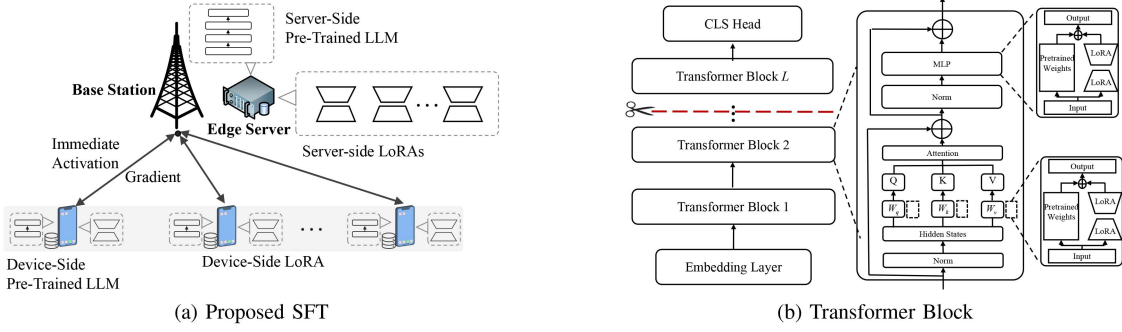 Server-Side
Pre-Trained LLM
Base Station
Edge Server
Server-side LoRAs
Immediate
Activation
Gradient
Device-Side
Pre-Trained LLM
Device-Side LoRA
(a) Proposed SFT
CLS Head
Transformer Block L
Transformer Block 2
Transformer Block 1
Embedding Layer
MLP
Norm
Attention
Q K V
W_q W_k W_v
Hidden States
Norm
Output
Pretrained
Weights
LoRA
LoRA
Input
Output
Pretrained
Weights
LoRA
LoRA
Input
(b) Transformer Block